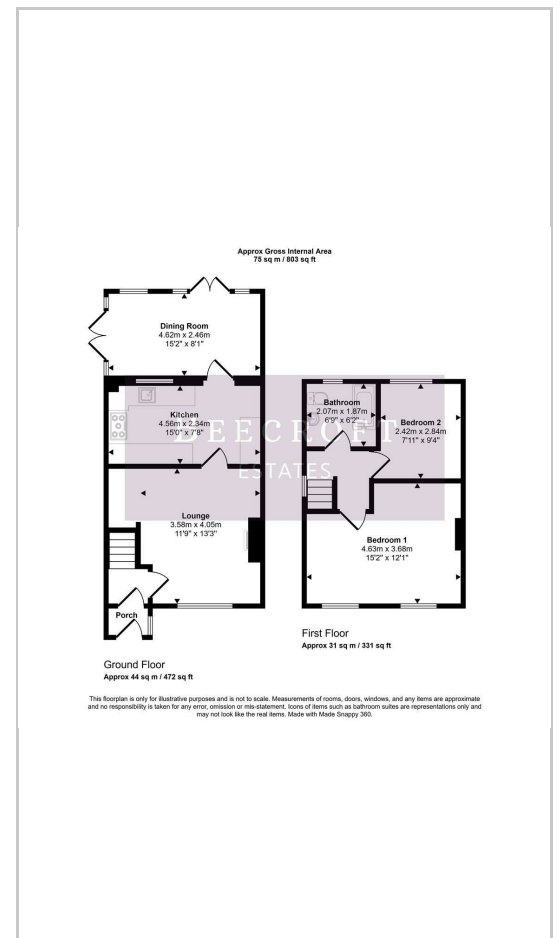 Approx Gross Internal Area
75 sq m / 803 sq ft
Dining Room
4.62m x 2.46m
15'2" x 8'1"
Kitchen
4.56m x 2.34m
15'0" x 7'8"
Lounge
3.58m x 4.05m
11'9" x 13'3"
Porch
Ground Floor
Approx 44 sq m / 472 sq ft
Bathroom
2.07m x 1.87m
6'9" x 6'2"
Bedroom 2
2.42m x 2.84m
7'11" x 9'4"
Bedroom 1
4.63m x 3.68m
15'2" x 12'1"
First Floor
Approx 31 sq m / 331 sq ft
DEECROFT
ESTATES
This floorplan is only for illustrative purposes and is not to scale. Measurements of rooms, doors, windows, and any items are approximate
and no responsibility is taken for any error, omission or mis-statement. Icons of items such as bathroom suites are representations only and
may not look like the real items. Made with Made Snappy 360.